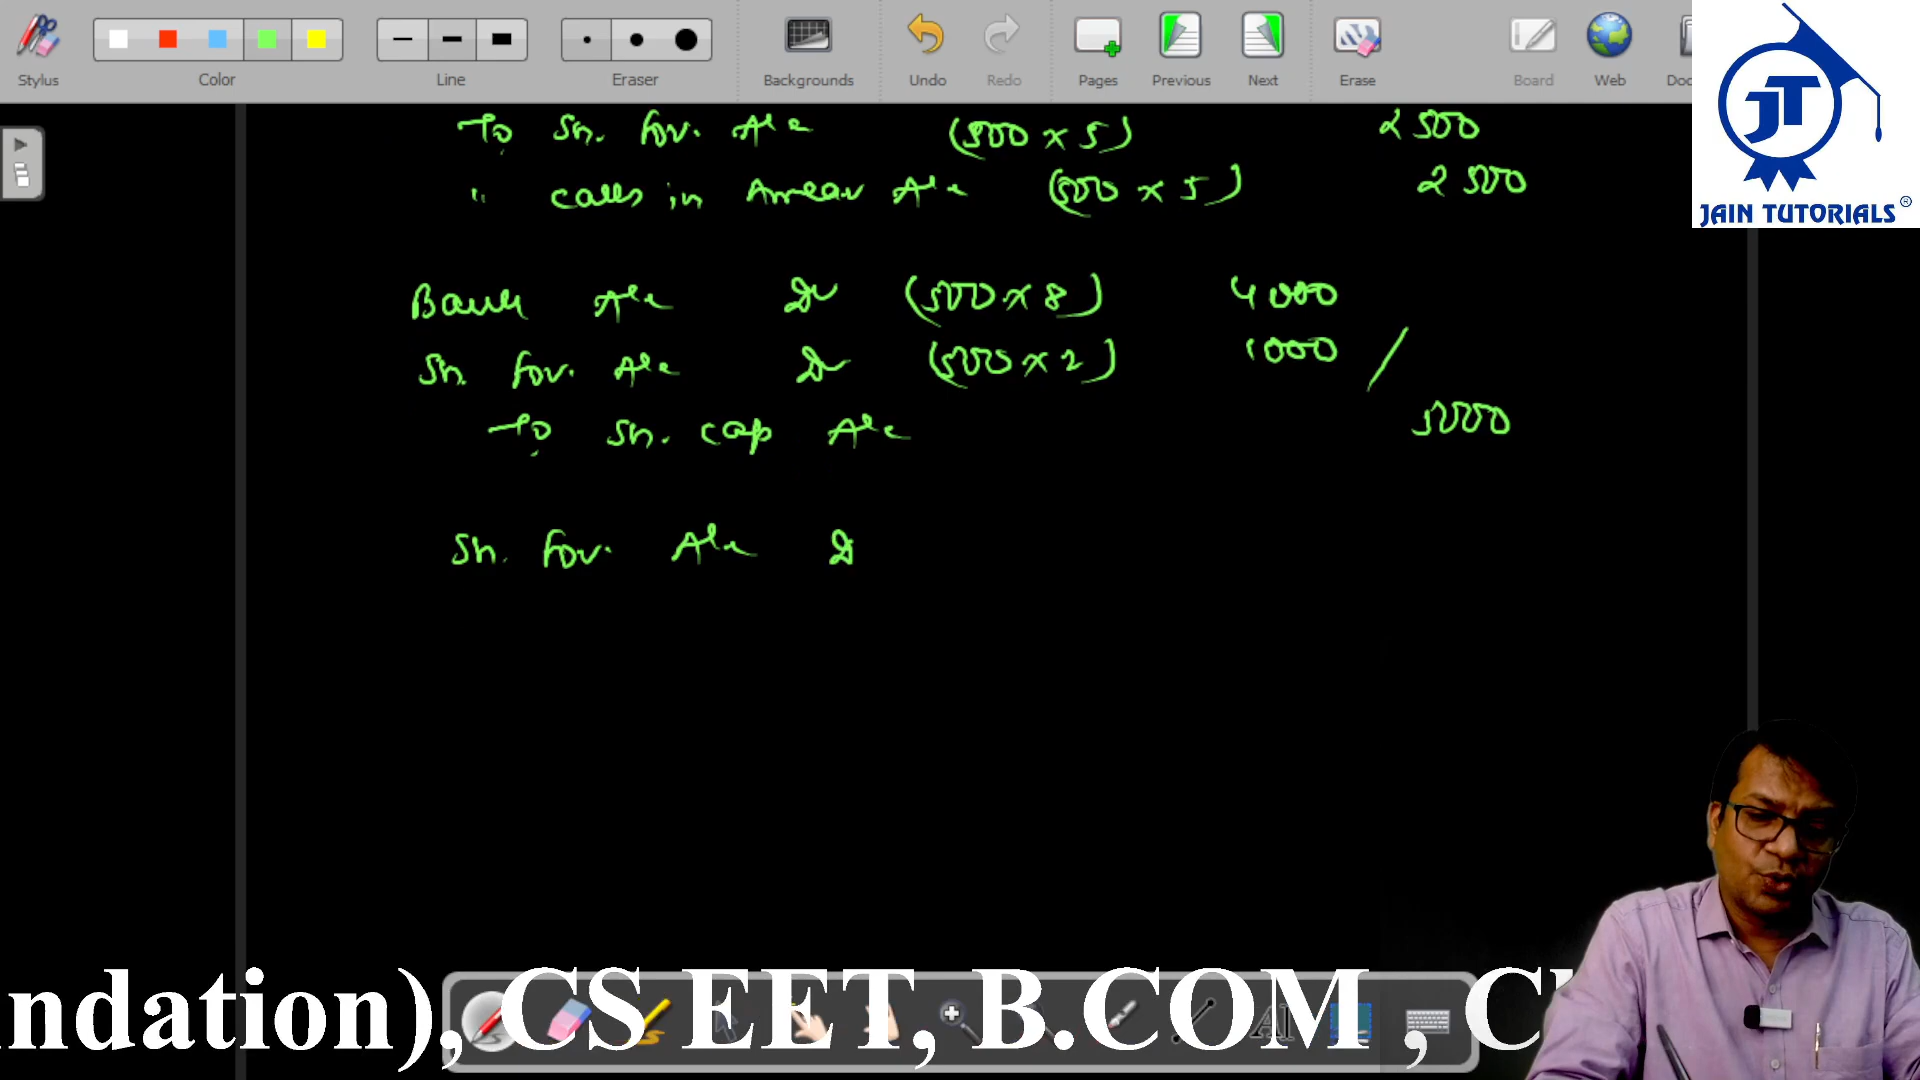 Stylus
Color
Line
Eraser
Backgrounds
Undo
Redo
Pages
Previous
Next
Erase
Board
Web
JT
JAIN TUTORIALS ®
To Sh. For. A/c (500 x 5) 2500
" calls in Arrear A/c (500 x 5) 2500
Bank A/c Dr (500 x 8) 4000
Sh. For. A/c Dr (500 x 2) 1000 /
To Sh. cap A/c 5000
Sh. For. A/c D
ndation), CS EET, B.COM , C